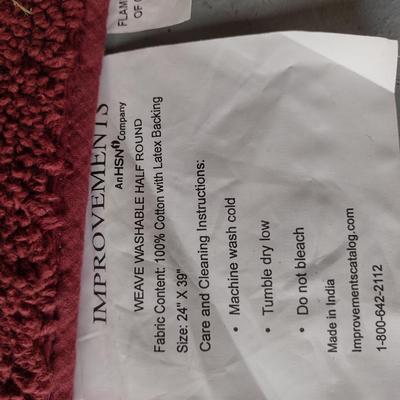 FLAM
OF
IMPROVEMENTS
An HSN Company
WEAVE WASHABLE HALF ROUND
Fabric Content: 100% Cotton with Latex Backing
Size: 24" X 39"
Care and Cleaning Instructions:
• Machine wash cold
• Tumble dry low
• Do not bleach
Made in India
Improvementscatalog.com
1-800-642-2112